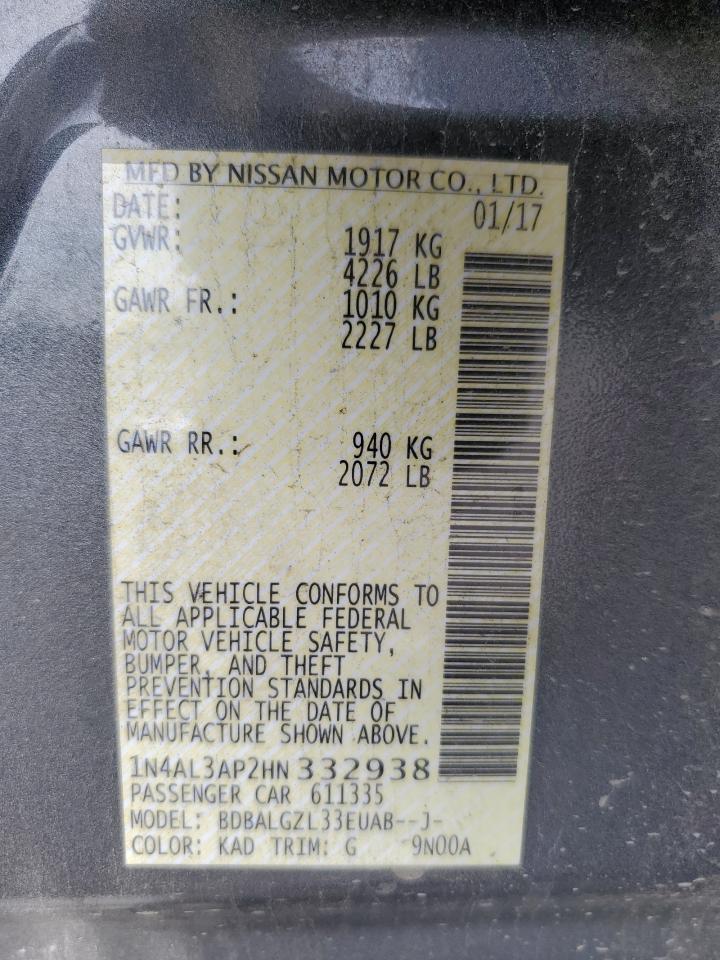 MFD BY NISSAN MOTOR CO., LTD.
DATE: 01/17
GVWR: 1917 KG
4226 LB
GAWR FR.: 1010 KG
2227 LB
GAWR RR.: 940 KG
2072 LB
THIS VEHICLE CONFORMS TO
ALL APPLICABLE FEDERAL
MOTOR VEHICLE SAFETY,
BUMPER, AND THEFT
PREVENTION STANDARDS IN
EFFECT ON THE DATE OF
MANUFACTURE SHOWN ABOVE.
1N4AL3AP2HN332938
PASSENGER CAR 611335
MODEL: BDBALGZL33EUAB--J-
COLOR: KAD TRIM: G 9N00A